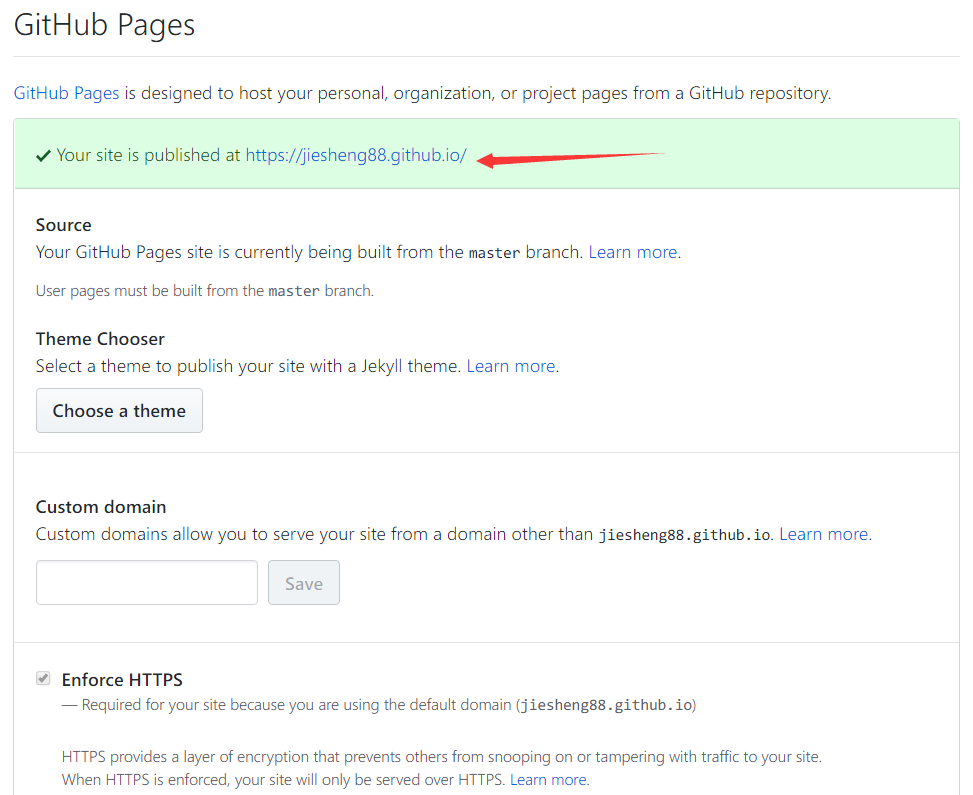 GitHub Pages
GitHub Pages is designed to host your personal, organization, or project pages from a GitHub repository.
Your site is published at https://jiesheng88.github.io/
Source
Your GitHub Pages site is currently being built from the master branch. Learn more.
User pages must be built from the master branch.
Theme Chooser
Select a theme to publish your site with a Jekyll theme. Learn more.
Choose a theme
Custom domain
Custom domains allow you to serve your site from a domain other than jiesheng88.github.io. Learn more.
Save
Enforce HTTPS
— Required for your site because you are using the default domain (jiesheng88.github.io)
HTTPS provides a layer of encryption that prevents others from snooping on or tampering with traffic to your site.
When HTTPS is enforced, your site will only be served over HTTPS. Learn more.